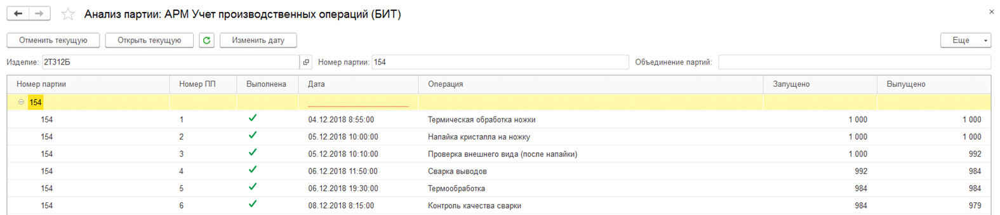 Анализ партии: АРМ Учет производственных операций (БИТ)
Отменить текущую Открыть текущую Изменить дату Еще
Изделие: 2Т312Б Номер партии: 154 Объединение партий:
Номер партии Номер ПП Выполнена Дата Операция Запущено Выпущено
154
154 1 04.12.2018 8:55:00 Термическая обработка ножки 1 000 1 000
154 2 05.12.2018 10:00:00 Напайка кристалла на ножку 1 000 1 000
154 3 05.12.2018 10:10:00 Проверка внешнего вида (после напайки) 1 000 992
154 4 06.12.2018 11:50:00 Сварка выводов 992 984
154 5 06.12.2018 19:30:00 Термообработка 984 984
154 6 08.12.2018 8:15:00 Контроль качества сварки 984 979